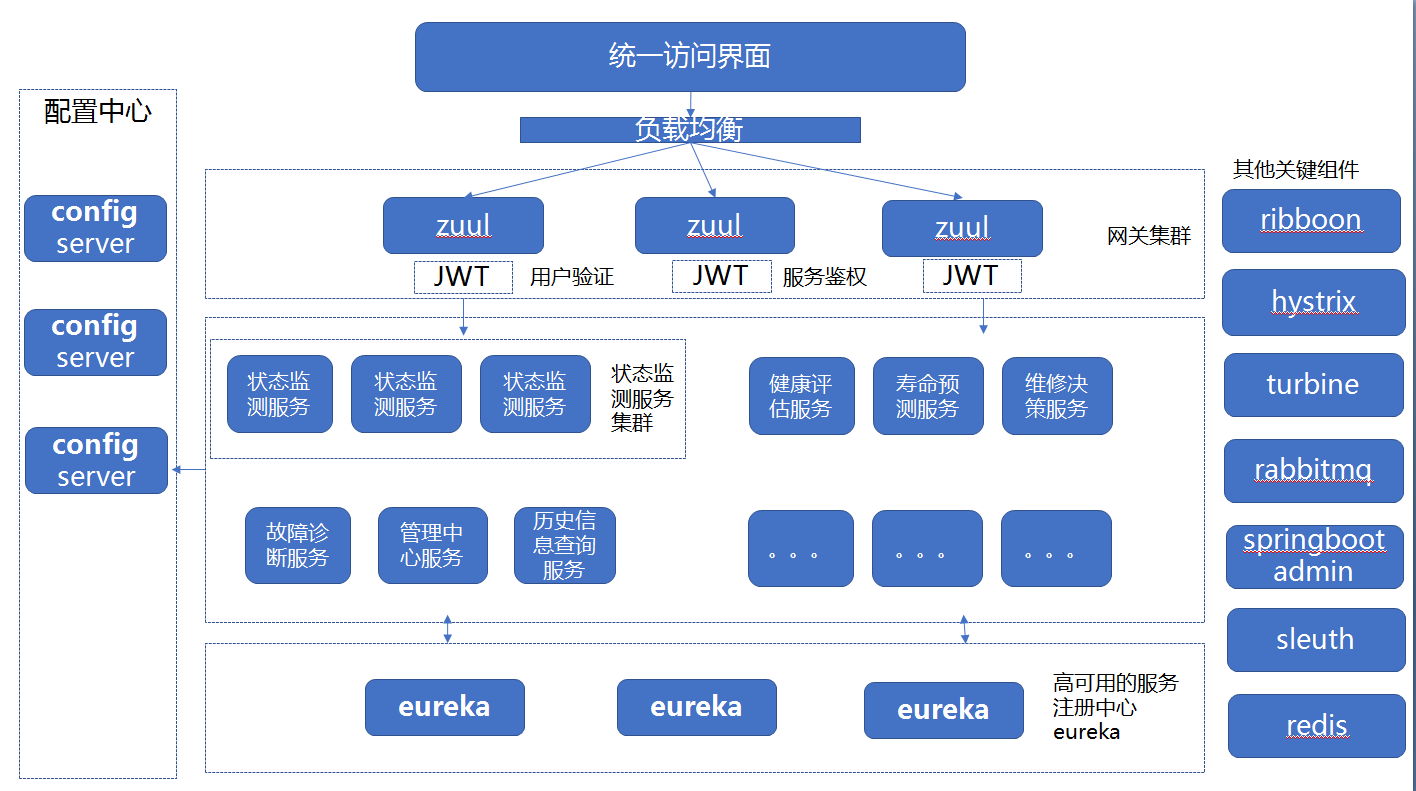 统一访问界面
负载均衡
配置中心
config
server
config
server
config
server
zuul
zuul
zuul
网关集群
JWT
用户验证
JWT
服务鉴权
JWT
状态监
测服务
状态监
测服务
状态监
测服务
状态监
测服务
集群
健康评
估服务
寿命预
测服务
维修决
策服务
故障诊
断服务
管理中
心服务
历史信
息查询
服务
。。。
。。。
。。。
eureka
eureka
eureka
高可用的服务
注册中心
eureka
其他关键组件
ribboon
hystrix
turbine
rabbitmq
springboot
admin
sleuth
redis